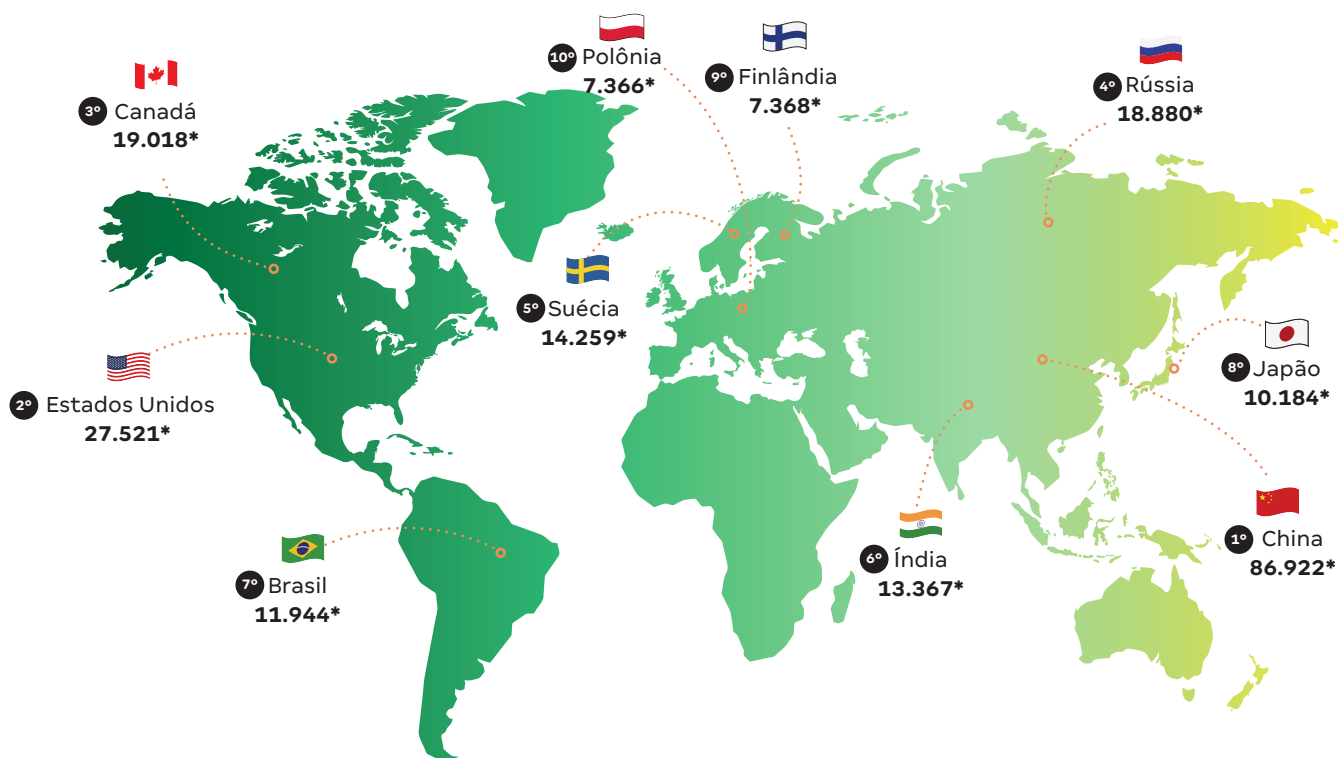 10º Polônia
7.366*
9º Finlândia
7.368*
4º Rússia
18.880*
3º Canadá
19.018*
5º Suécia
14.259*
8º Japão
10.184*
2º Estados Unidos
27.521*
1º China
86.922*
6º Índia
13.367*
7º Brasil
11.944*